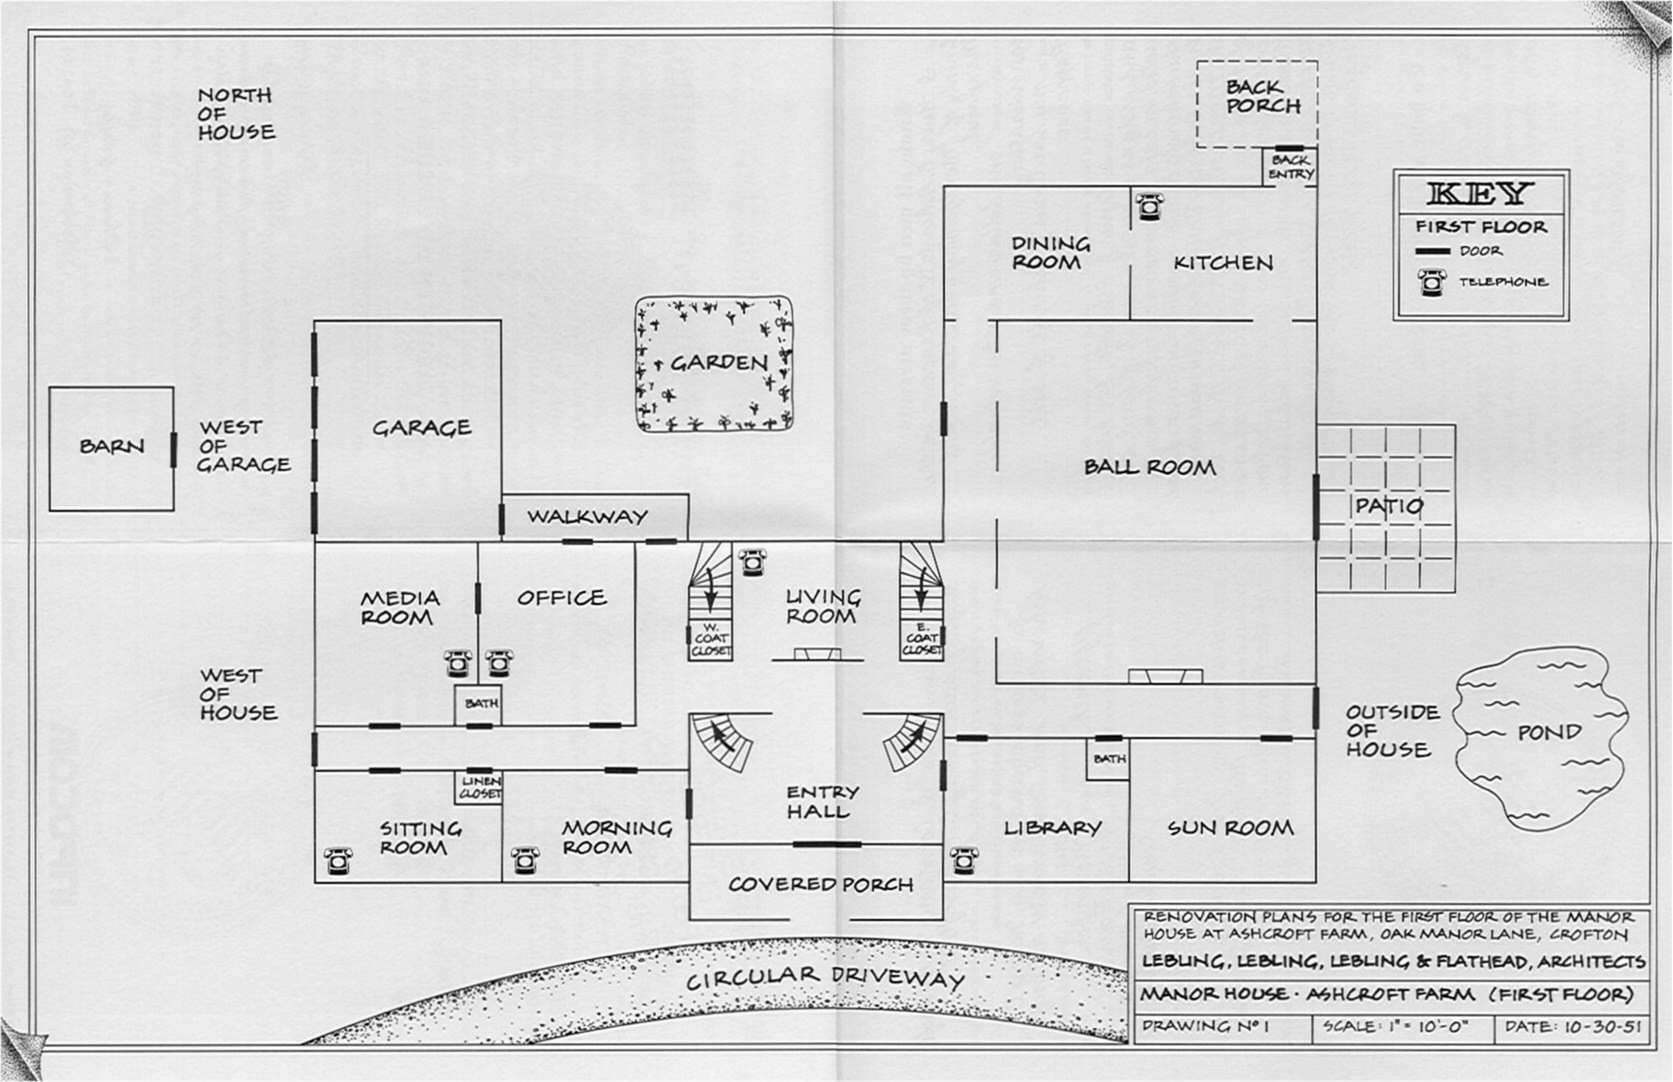 NORTH
OF
HOUSE
BACK
PORCH
BACK
ENTRY
KEY
FIRST FLOOR
DOOR
TELEPHONE
DINING
ROOM
KITCHEN
GARDEN
BARN
WEST
OF
GARAGE
GARAGE
BALL ROOM
PATIO
WALKWAY
MEDIA
ROOM
OFFICE
W.
COAT
CLOSET
LIVING
ROOM
E.
COAT
CLOSET
WEST
OF
HOUSE
BATH
OUTSIDE
OF
HOUSE
POND
BATH
LINEN
CLOSET
ENTRY
HALL
SITTING
ROOM
MORNING
ROOM
LIBRARY
SUN ROOM
COVERED PORCH
CIRCULAR DRIVEWAY
RENOVATION PLANS FOR THE FIRST FLOOR OF THE MANOR
HOUSE AT ASHCROFT FARM, OAK MANOR LANE, CROFTON
LEBLING, LEBLING, LEBLING & FLATHEAD, ARCHITECTS
MANOR HOUSE · ASHCROFT FARM (FIRST FLOOR)
DRAWING Nº 1
SCALE: 1" = 10'-0"
DATE: 10-30-51